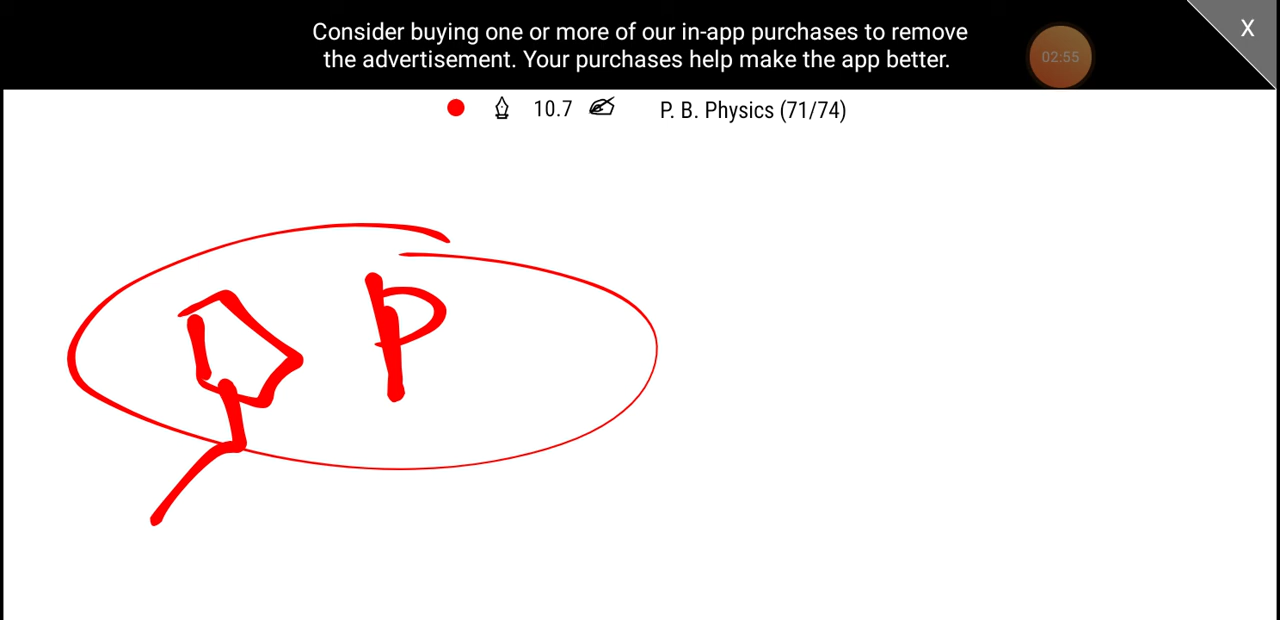 Consider buying one or more of our in-app purchases to remove
the advertisement. Your purchases help make the app better.
X
02:55
10.7 P. B. Physics (71/74)
P